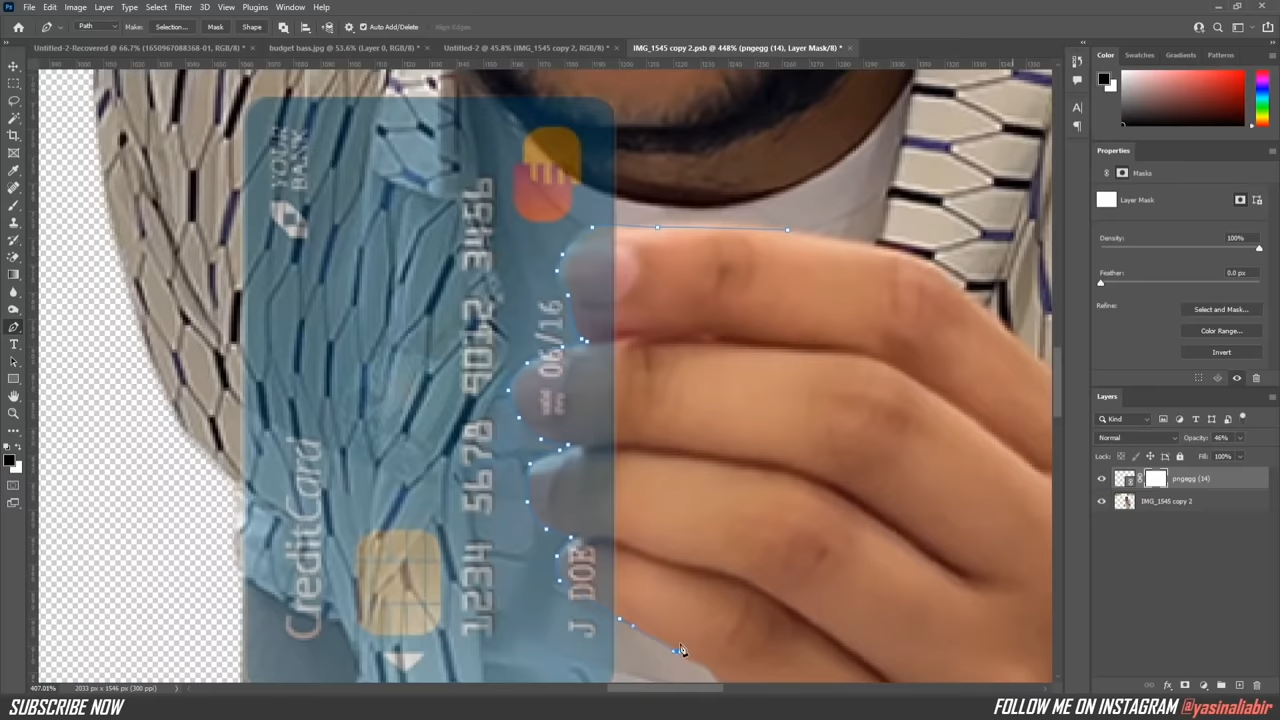 File Edit Image Layer Type Select Filter 3D View Plugins Window Help
Path Make: Selection... Mask Shape Auto Add/Delete Align Edges
Untitled-2-Recovered @ 66.7% (1650967088368-01, RGB/8) * × budget bass.jpg @ 53.6% (Layer 0, RGB/8*) * × Untitled-2 @ 45.8% (IMG_1545 copy 2, RGB/8*) * × IMG_1545 copy 2.psb @ 448% (pngegg (14), Layer Mask/8) * ×
Color Swatches Gradients Patterns
Properties
Masks
Layer Mask
Density: 100%
Feather: 0.0 px
Refine: Select and Mask...
Color Range...
Invert
Layers
Kind
Normal Opacity: 46%
Lock: Fill: 100%
pngegg (14)
IMG_1545 copy 2
YOUR
BANK
CreditCard
1234 5678 9012 3456
06/16
J DOE
407.01% 2033 px x 1546 px (300 ppi)
SUBSCRIBE NOW
FOLLOW ME ON INSTAGRAM @yasinaliabir